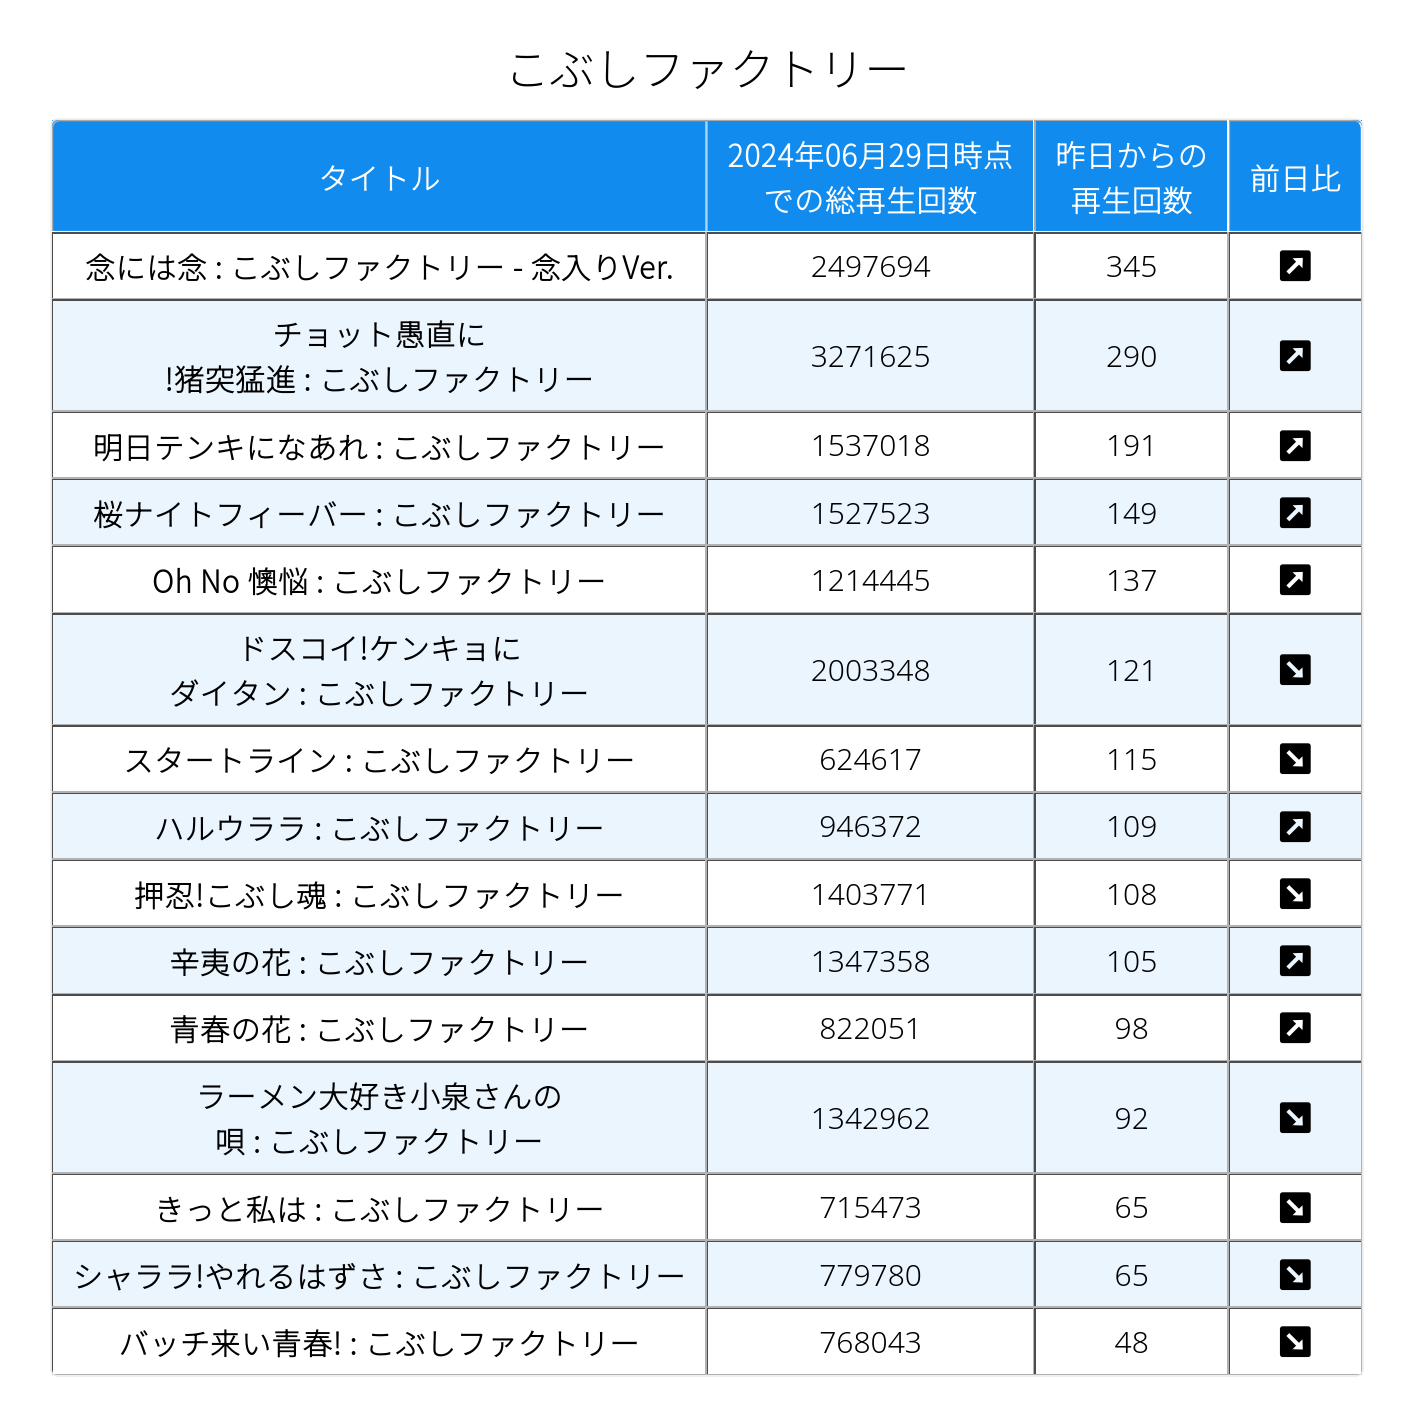 こぶしファクトリー
タイトル
2024年06月29日時点
での総再生回数
昨日からの
再生回数
前日比
念には念 : こぶしファクトリー - 念入りVer.
2497694
345
チョット愚直に
!猪突猛進 : こぶしファクトリー
3271625
290
明日テンキになあれ : こぶしファクトリー
1537018
191
桜ナイトフィーバー : こぶしファクトリー
1527523
149
Oh No 懊悩 : こぶしファクトリー
1214445
137
ドスコイ!ケンキョに
ダイタン : こぶしファクトリー
2003348
121
スタートライン : こぶしファクトリー
624617
115
ハルウララ : こぶしファクトリー
946372
109
押忍!こぶし魂 : こぶしファクトリー
1403771
108
辛夷の花 : こぶしファクトリー
1347358
105
青春の花 : こぶしファクトリー
822051
98
ラーメン大好き小泉さんの
唄 : こぶしファクトリー
1342962
92
きっと私は : こぶしファクトリー
715473
65
シャララ!やれるはずさ : こぶしファクトリー
779780
65
バッチ来い青春! : こぶしファクトリー
768043
48